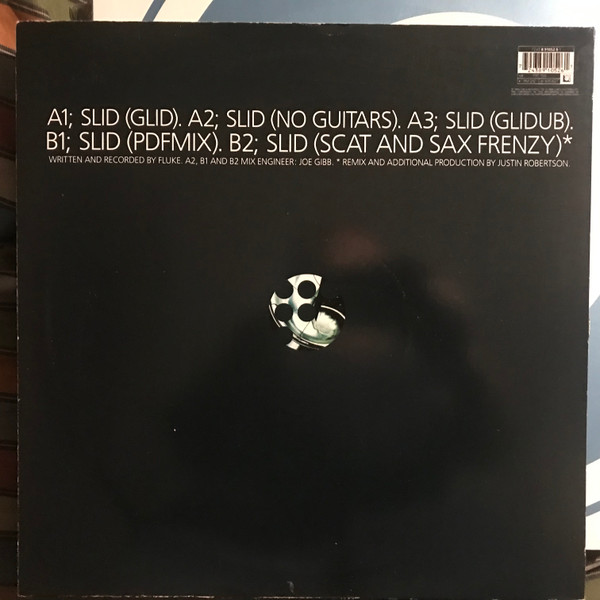 A1; SLID (GLID). A2; SLID (NO GUITARS). A3; SLID (GLIDUB).
B1; SLID (PDFMIX). B2; SLID (SCAT AND SAX FRENZY)*
WRITTEN AND RECORDED BY FLUKE. A2, B1 AND B2 MIX ENGINEER: JOE GIBB. * REMIX AND ADDITIONAL PRODUCTION BY JUSTIN ROBERTSON.